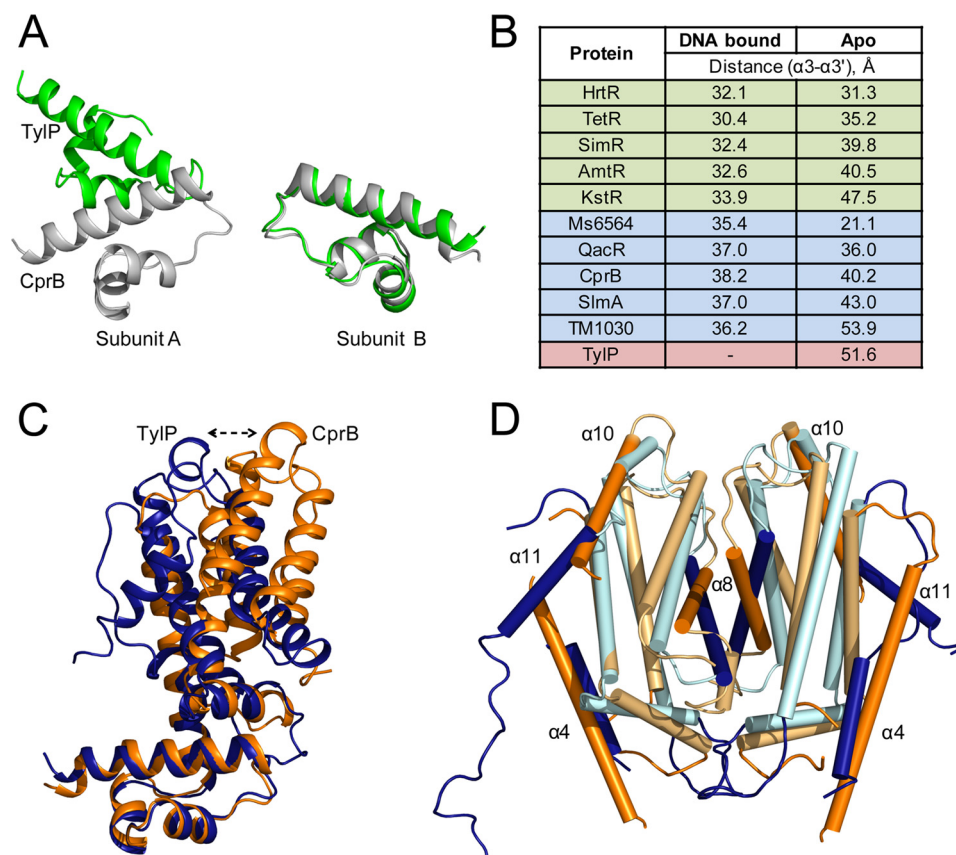 A
TylP
CprB
Subunit A
Subunit B
B
Protein DNA bound Apo
Distance (α3-α3'), Å
HrtR 32.1 31.3
TetR 30.4 35.2
SimR 32.4 39.8
AmtR 32.6 40.5
KstR 33.9 47.5
Ms6564 35.4 21.1
QacR 37.0 36.0
CprB 38.2 40.2
SlmA 37.0 43.0
TM1030 36.2 53.9
TylP - 51.6
C
TylP CprB
D
α10 α10
α11 α8 α11
α4 α4